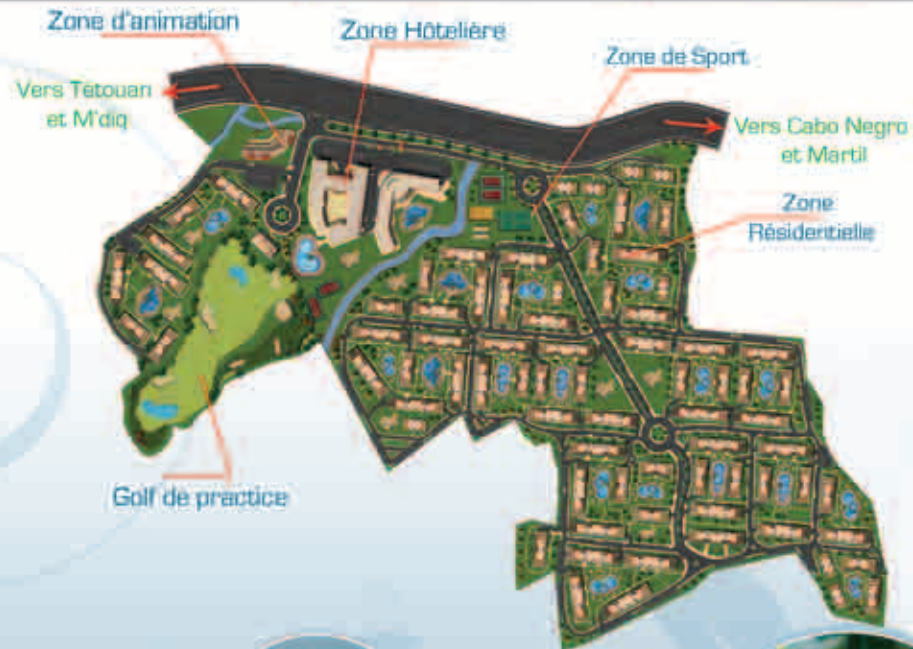 Zone d'animation
Zone Hôtelière
Zone de Sport
Vers Tétouan
et M'diq
Vers Cabo Negro
et Martil
Zone
Résidentielle
Golf de practice